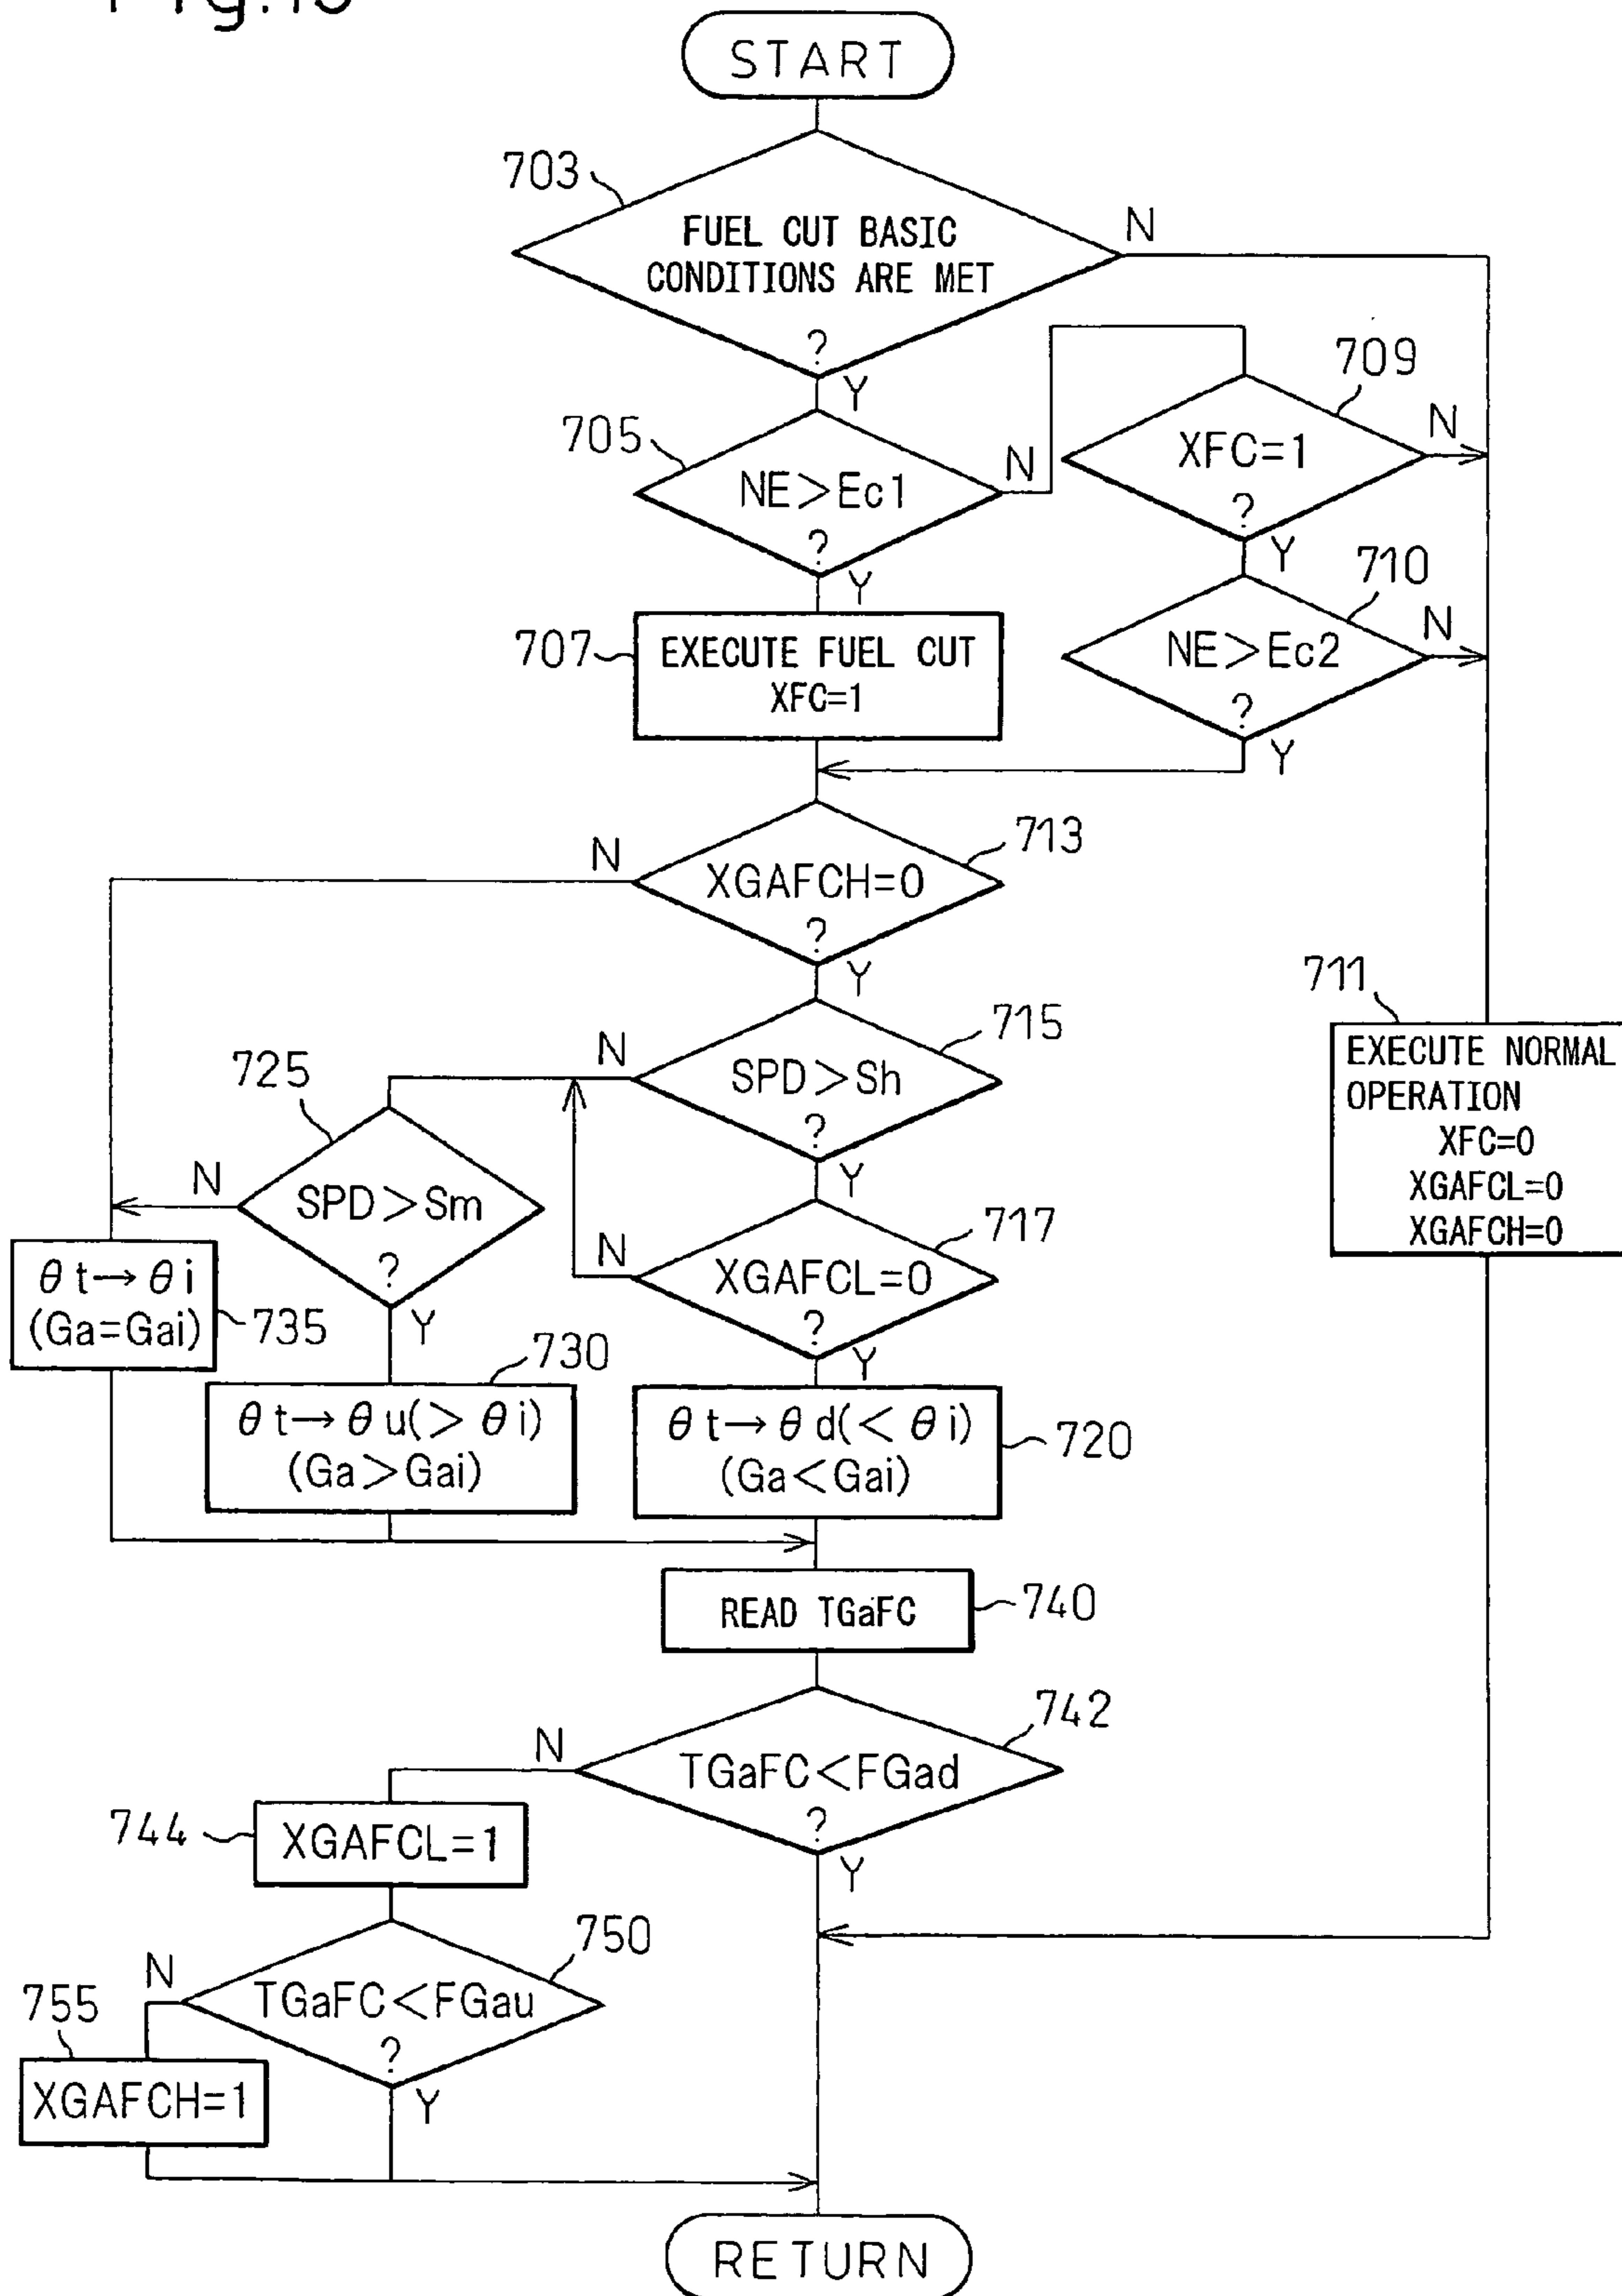 START
703
FUEL CUT BASIC
CONDITIONS ARE MET
?
N
Y
705
NE>Ec1
?
N
Y
709
XFC=1
?
N
Y
710
NE>Ec2
?
N
Y
707
EXECUTE FUEL CUT
XFC=1
713
XGAFCH=0
?
N
Y
715
SPD>Sh
?
N
Y
711
EXECUTE NORMAL
OPERATION
XFC=0
XGAFCL=0
XGAFCH=0
725
SPD>Sm
?
N
Y
717
XGAFCL=0
?
N
Y
θt→θi
(Ga=Gai)
735
730
θt→θu(>θi)
(Ga>Gai)
θt→θd(<θi)
(Ga<Gai)
720
READ TGaFC
740
742
TGaFC<FGad
?
N
Y
744
XGAFCL=1
750
TGaFC<FGau
?
N
Y
755
XGAFCH=1
RETURN